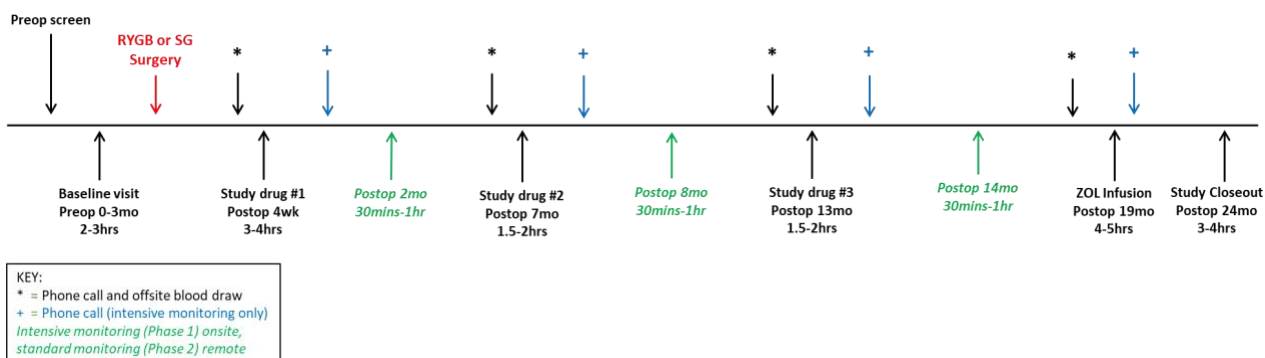 Preop screen
RYGB or SG
Surgery
*
+
*
+
*
+
*
+
Baseline visit
Preop 0-3mo
2-3hrs
Study drug #1
Postop 4wk
3-4hrs
Postop 2mo
30mins-1hr
Study drug #2
Postop 7mo
1.5-2hrs
Postop 8mo
30mins-1hr
Study drug #3
Postop 13mo
1.5-2hrs
Postop 14mo
30mins-1hr
ZOL Infusion
Postop 19mo
4-5hrs
Study Closeout
Postop 24mo
3-4hrs
KEY:
* = Phone call and offsite blood draw
+ = Phone call (intensive monitoring only)
Intensive monitoring (Phase 1) onsite,
standard monitoring (Phase 2) remote